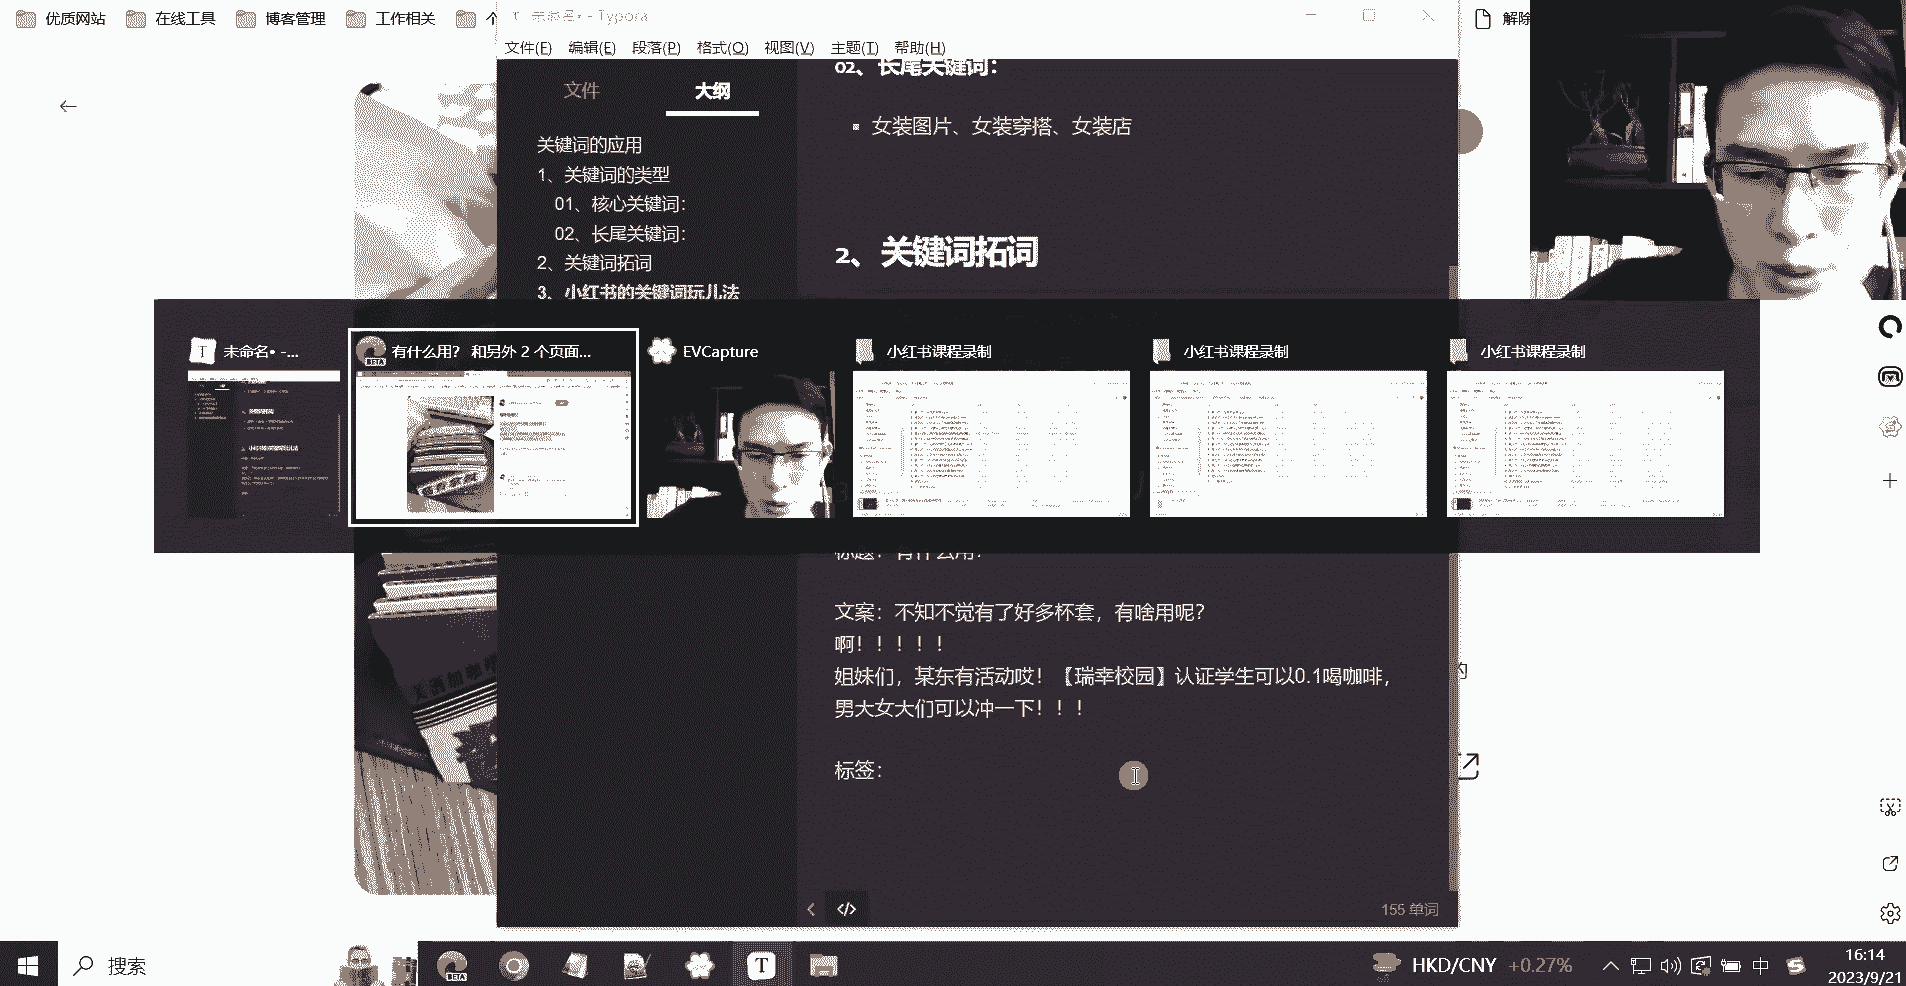 优质网站
在线工具
博客管理
工作相关
个
未命名• - Typora
解除
文件(F) 编辑(E) 段落(P) 格式(O) 视图(V) 主题(T) 帮助(H)
文件
大纲
关键词的应用
1、关键词的类型
01、核心关键词:
02、长尾关键词:
2、关键词拓词
3、小红书的关键词玩儿法
02、长尾关键词:
女装图片、女装穿搭、女装店
2、关键词拓词
未命名• -...
有什么用? 和另外 2 个页面...
EVCapture
小红书课程录制
小红书课程录制
小红书课程录制
标题: 有什么用?
文案: 不知不觉有了好多杯套, 有啥用呢?
啊! ! ! ! !
姐妹们, 某东有活动哎! 【瑞幸校园】认证学生可以0.1喝咖啡,
男大女大们可以冲一下! ! !
标签:
的
155 单词
搜索
HKD/CNY +0.27%
中
16:14
2023/9/21